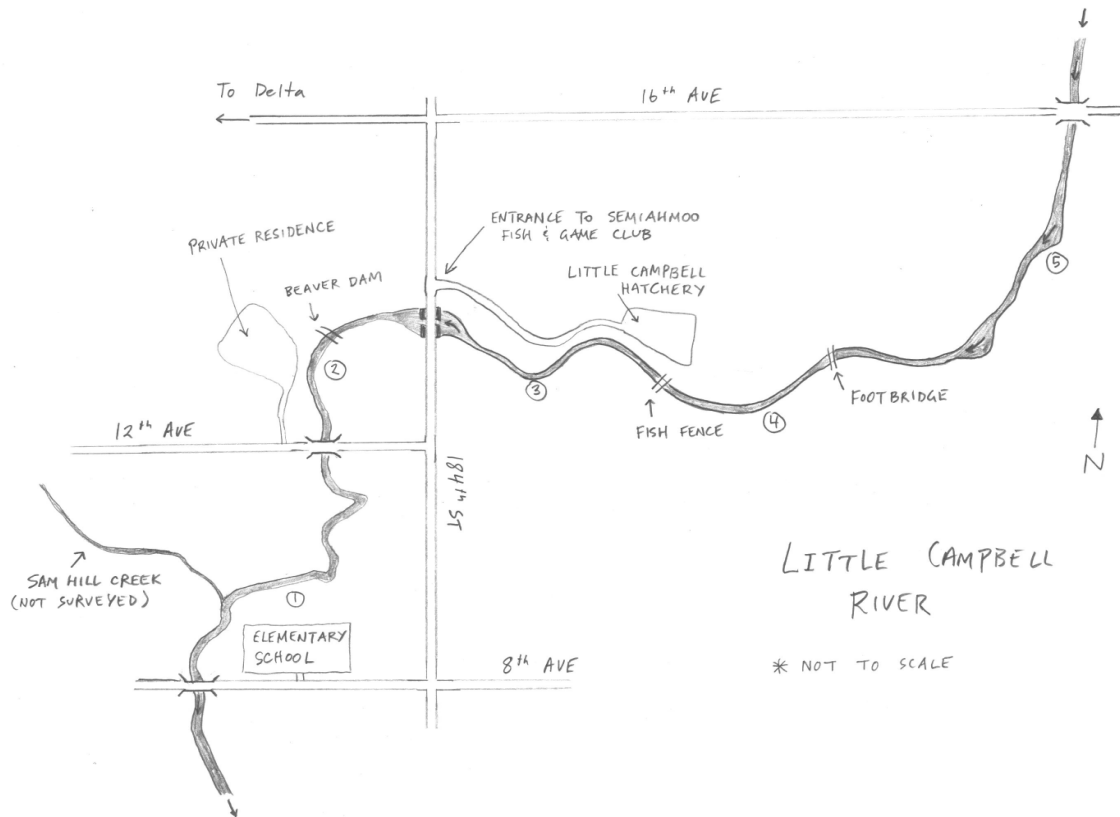 To Delta
16th AVE
ENTRANCE TO SEMIAHMOO
FISH & GAME CLUB
PRIVATE RESIDENCE
BEAVER DAM
LITTLE CAMPBELL
HATCHERY
5
2
3
4
FISH FENCE
FOOTBRIDGE
12th AVE
184th ST
N
SAM HILL CREEK
(NOT SURVEYED)
1
ELEMENTARY
SCHOOL
8th AVE
LITTLE CAMPBELL
RIVER
* NOT TO SCALE